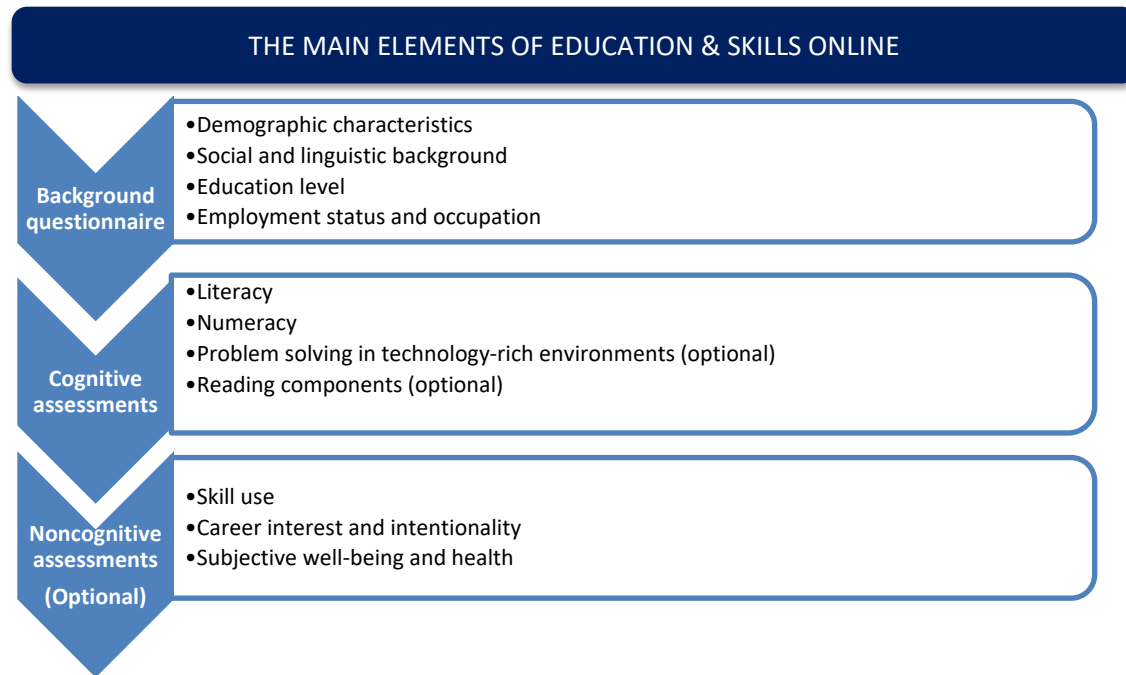 THE MAIN ELEMENTS OF EDUCATION & SKILLS ONLINE
Background
questionnaire
•Demographic characteristics
•Social and linguistic background
•Education level
•Employment status and occupation
Cognitive
assessments
•Literacy
•Numeracy
•Problem solving in technology-rich environments (optional)
•Reading components (optional)
Noncognitive
assessments
(Optional)
•Skill use
•Career interest and intentionality
•Subjective well-being and health